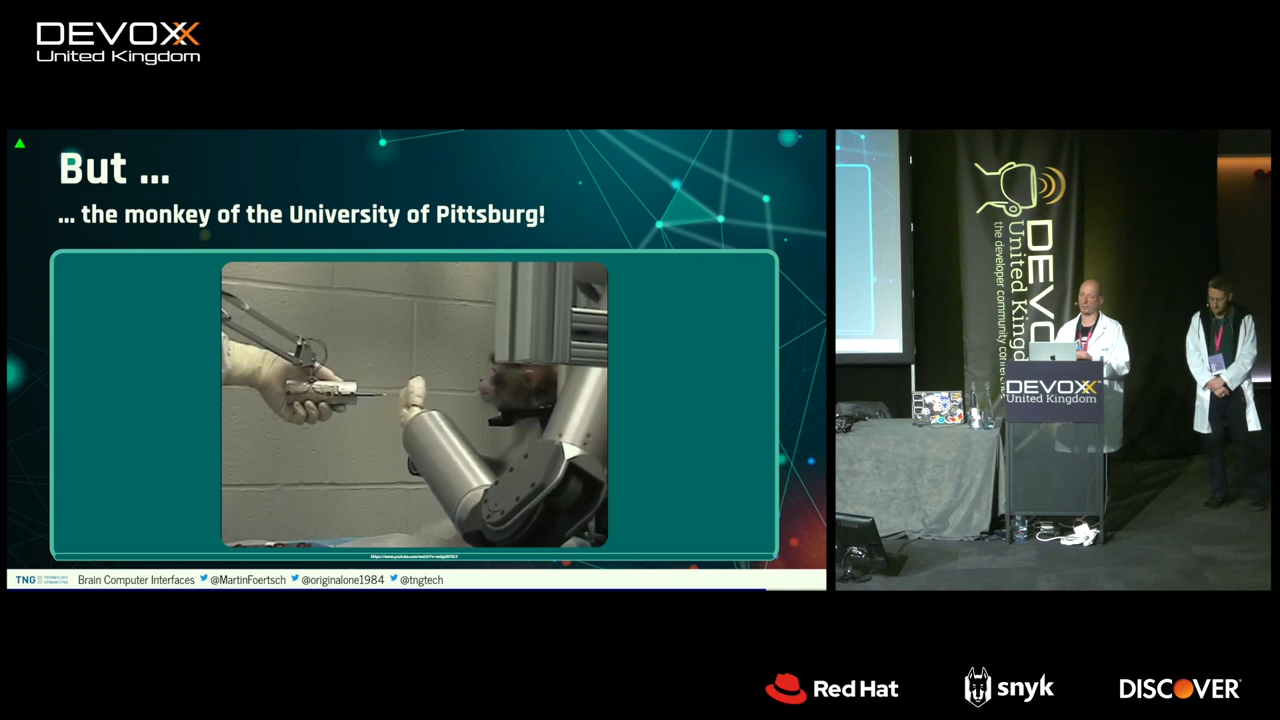 DEVOXX
United Kingdom
But ...
... the monkey of the University of Pittsburg!
TNG
Brain Computer Interfaces
@MartinFoertsch
@originalone1984
@tngtech
DEVOXX
United Kingdom
the developer community conference
DEVOXX
United Kingdom
Red Hat
snyk
DISCOVER